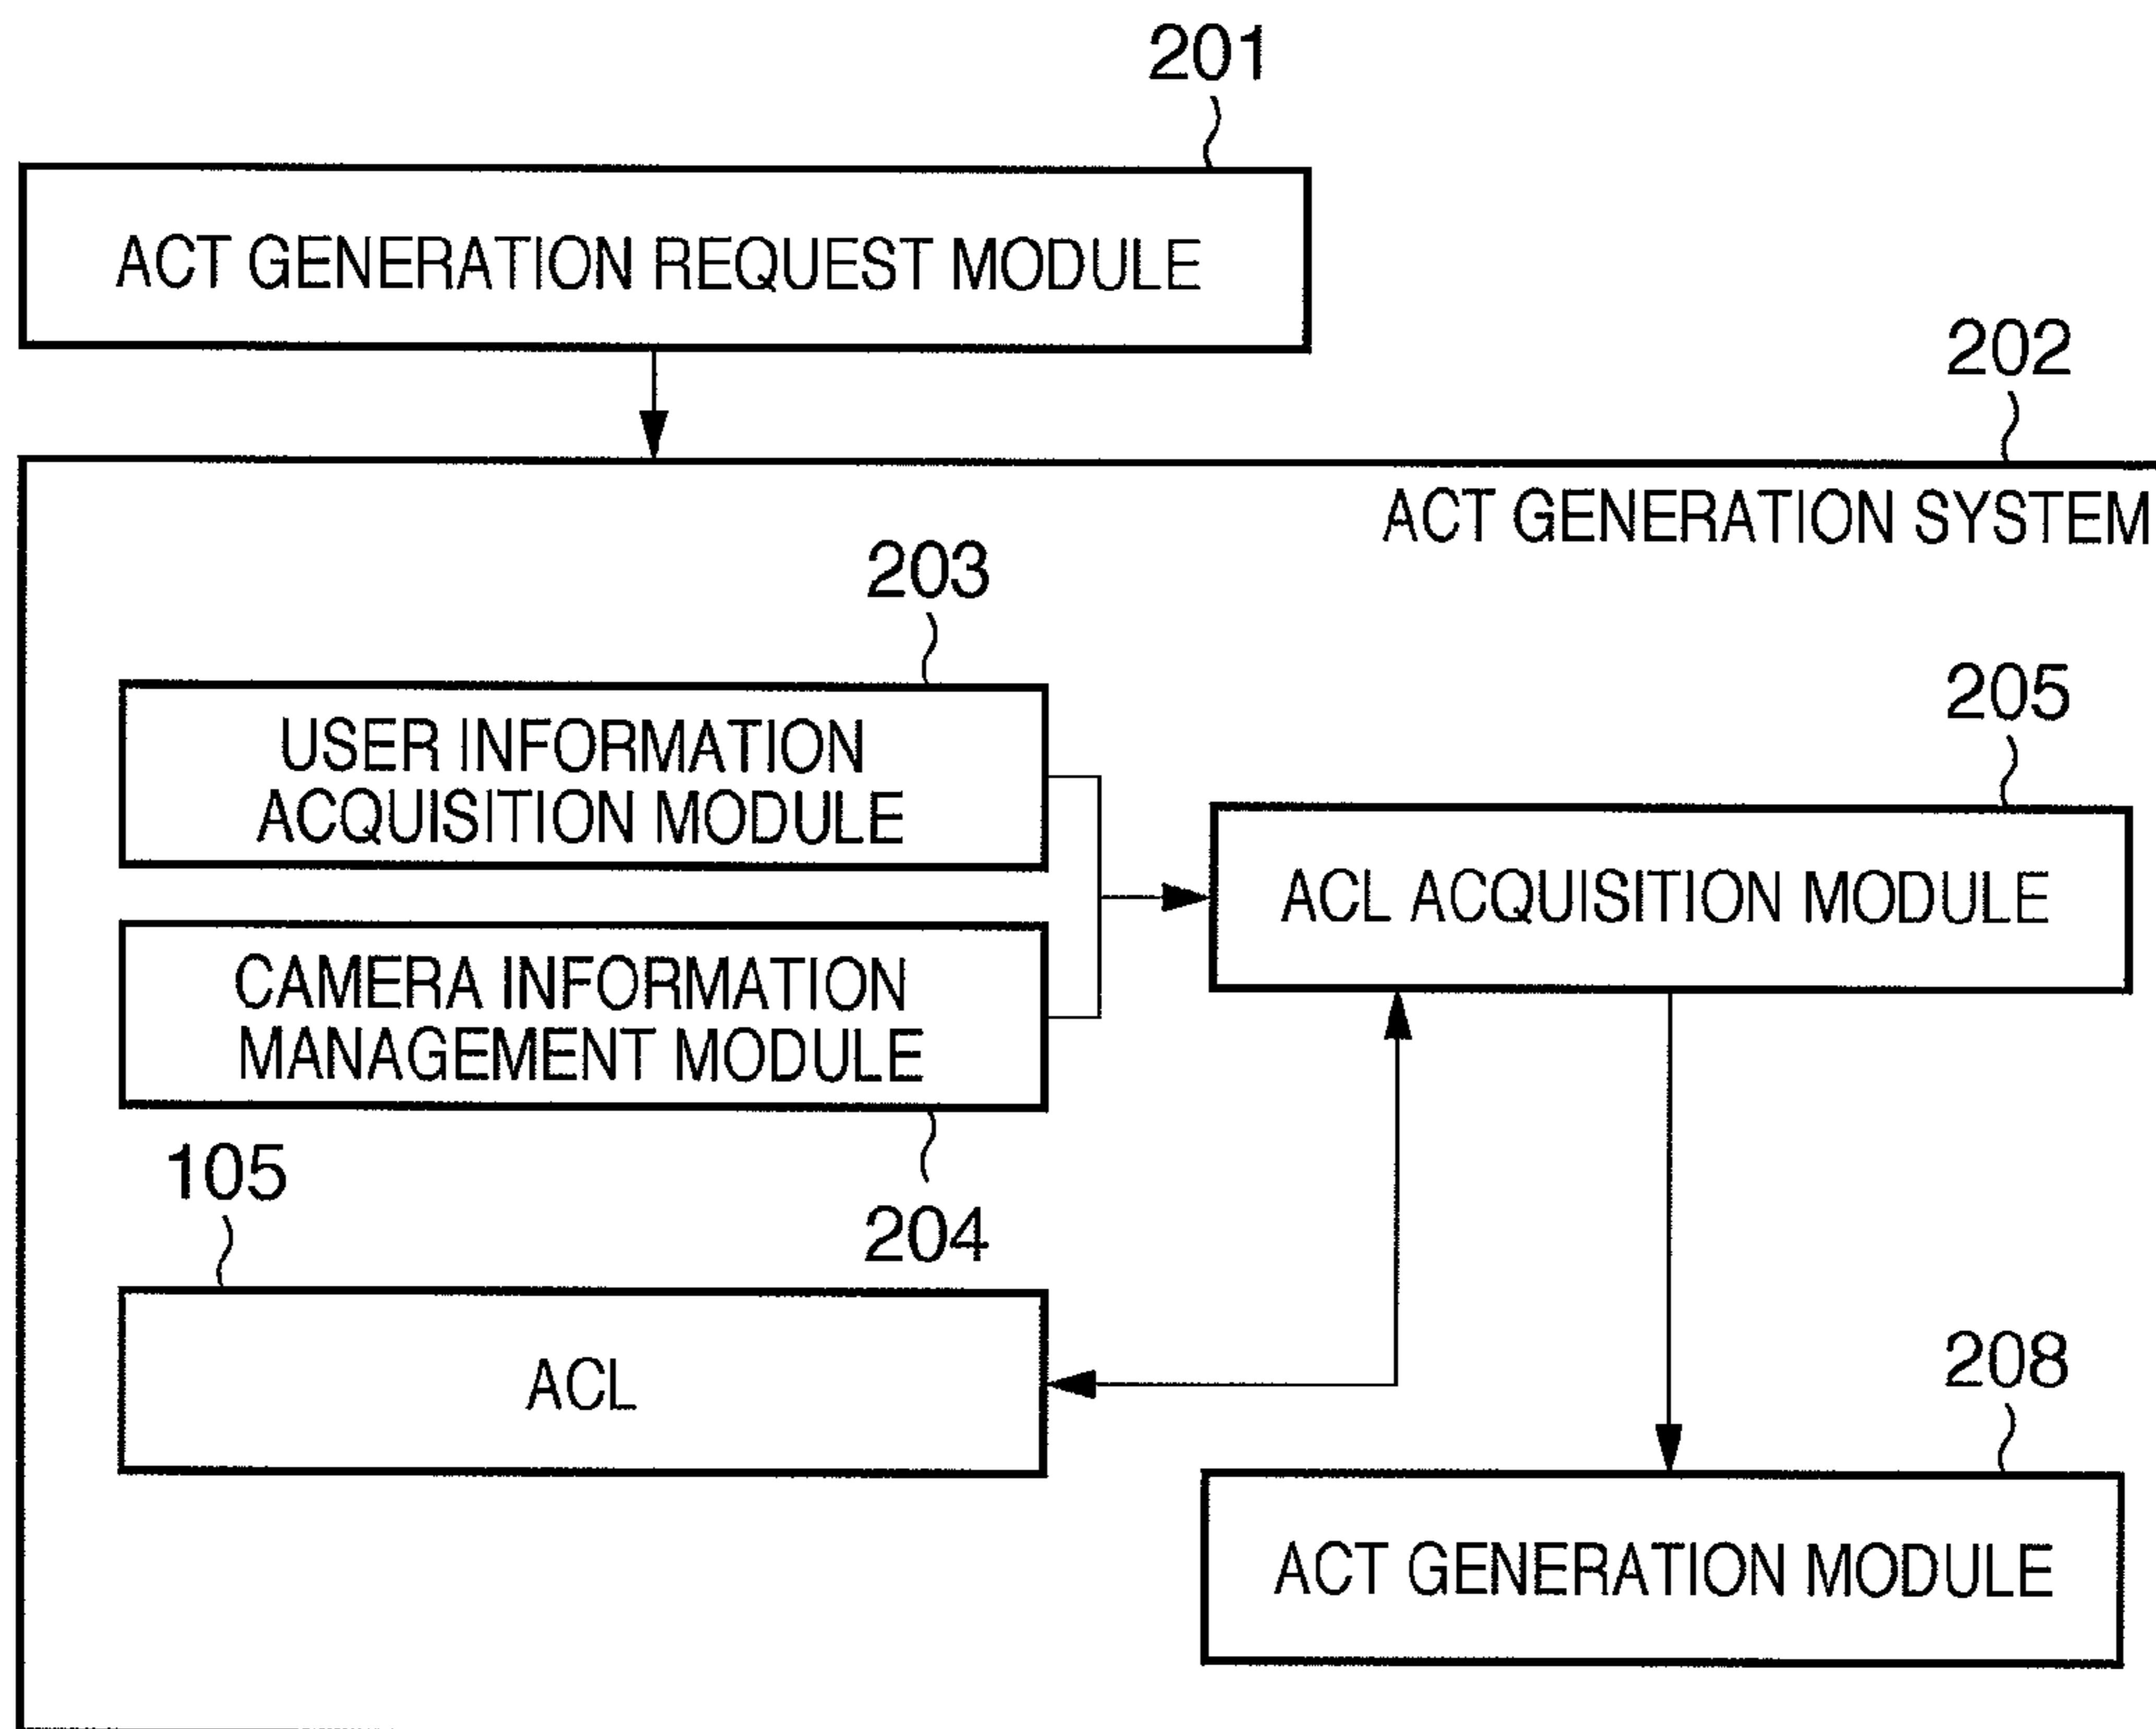 201
ACT GENERATION REQUEST MODULE
202
ACT GENERATION SYSTEM
203
USER INFORMATION
ACQUISITION MODULE
205
ACL ACQUISITION MODULE
CAMERA INFORMATION
MANAGEMENT MODULE
204
105
ACL
208
ACT GENERATION MODULE